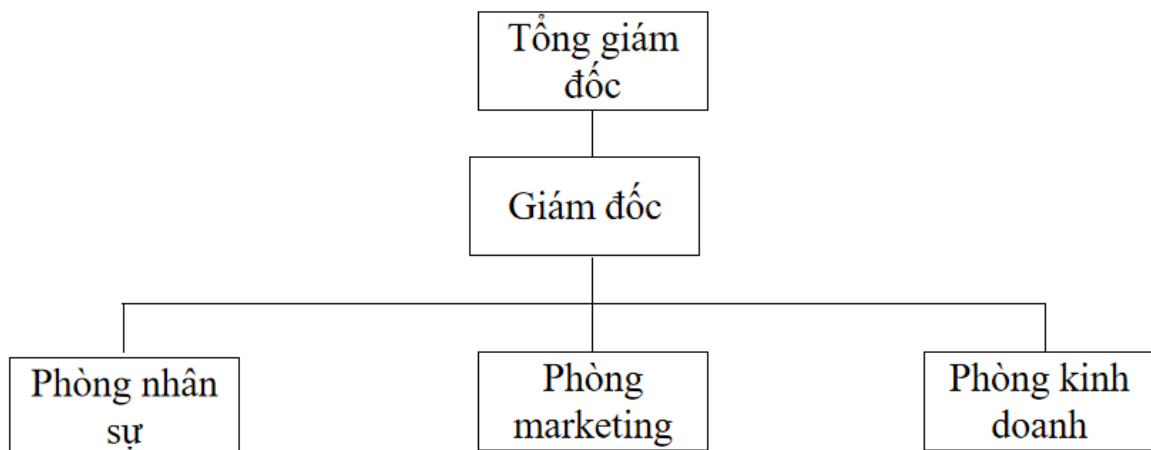 Tổng giám
đốc
Giám đốc
Phòng nhân
sự
Phòng
marketing
Phòng kinh
doanh